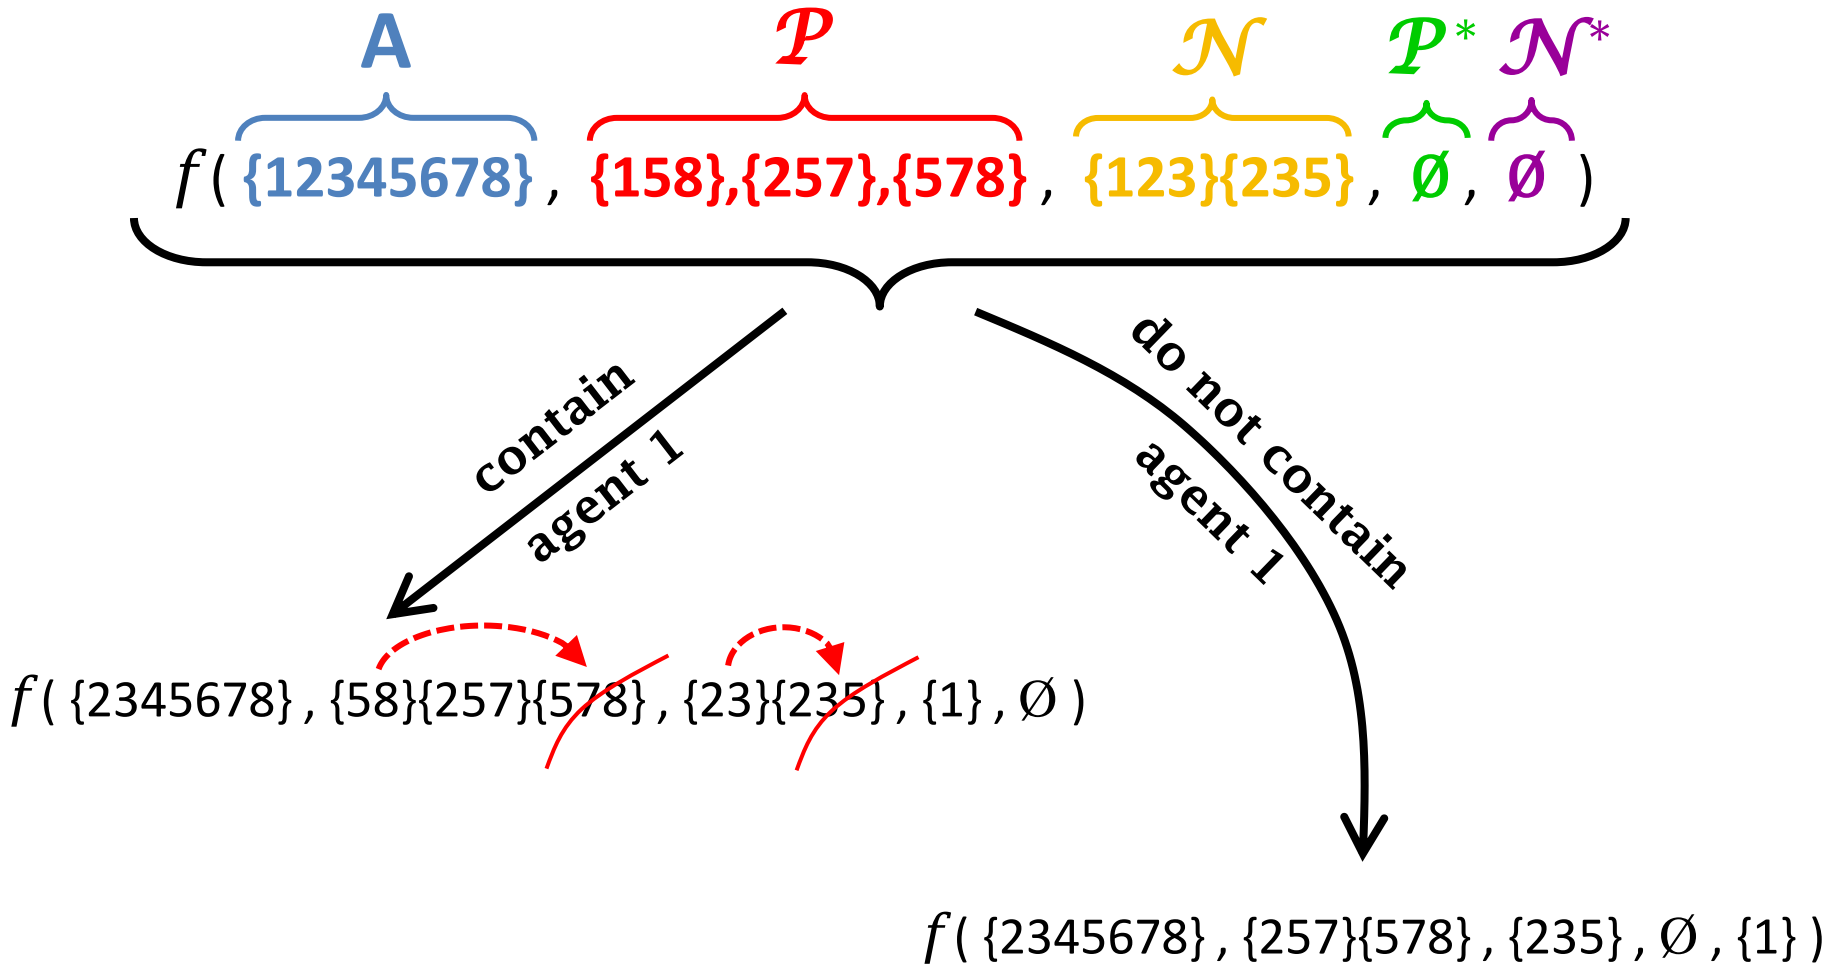 A 𝒫 𝒩 𝒫* 𝒩*
f ( {12345678} , {158},{257},{578} , {123}{235} , Ø , Ø )
contain
agent 1
do not contain
agent 1
f ( {2345678} , {58}{257}{578} , {23}{235} , {1} , Ø )
f ( {2345678} , {257}{578} , {235} , Ø , {1} )